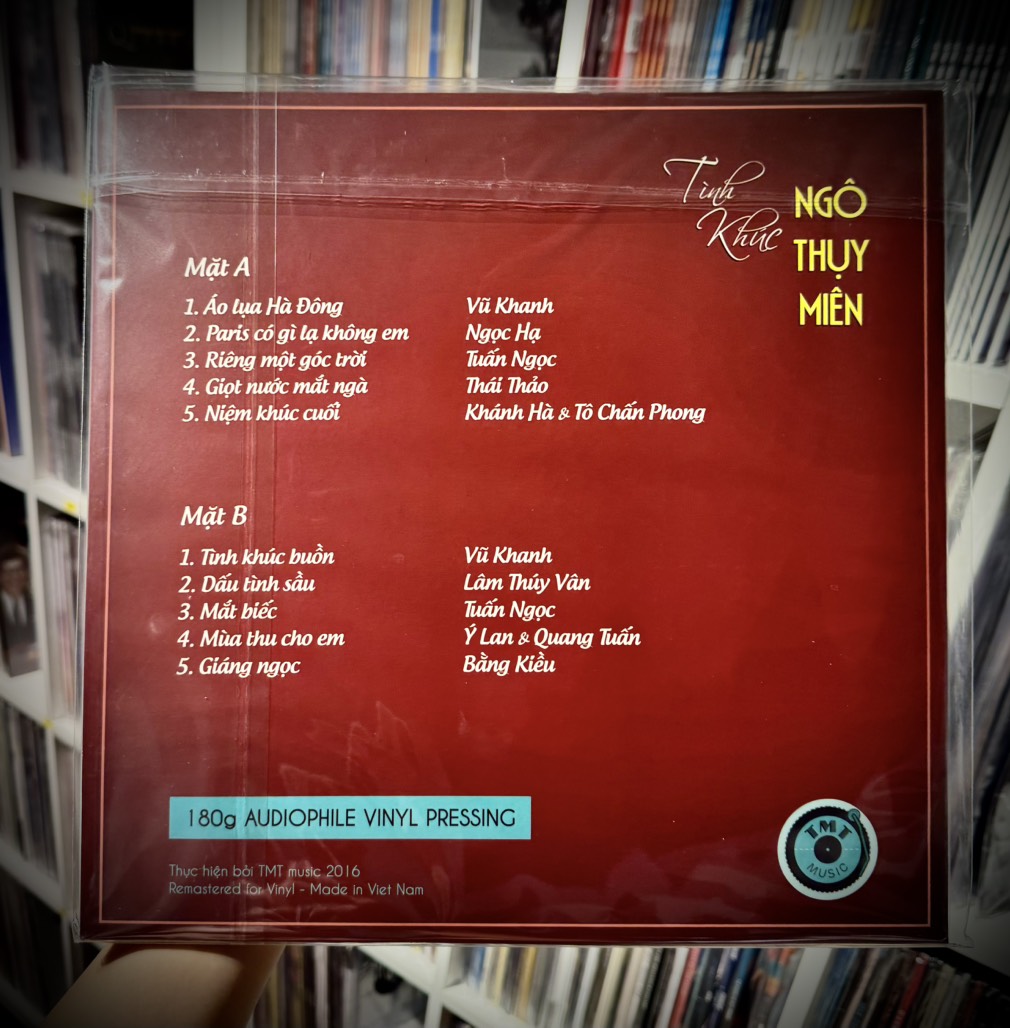 Tình
Khúc
NGÔ
THỤY
MIÊN
Mặt A
1. Áo lụa Hà Đông Vũ Khanh
2. Paris có gì lạ không em Ngọc Hạ
3. Riêng một góc trời Tuấn Ngọc
4. Giọt nước mắt ngà Thái Thảo
5. Niệm khúc cuối Khánh Hà & Tô Chấn Phong
Mặt B
1. Tình khúc buồn Vũ Khanh
2. Dấu tình sầu Lâm Thúy Vân
3. Mắt biếc Tuấn Ngọc
4. Mùa thu cho em Ý Lan & Quang Tuấn
5. Giáng ngọc Bằng Kiều
180g AUDIOPHILE VINYL PRESSING
Thực hiện bởi TMT music 2016
Remastered for Vinyl - Made in Viet Nam
TMT
MUSIC